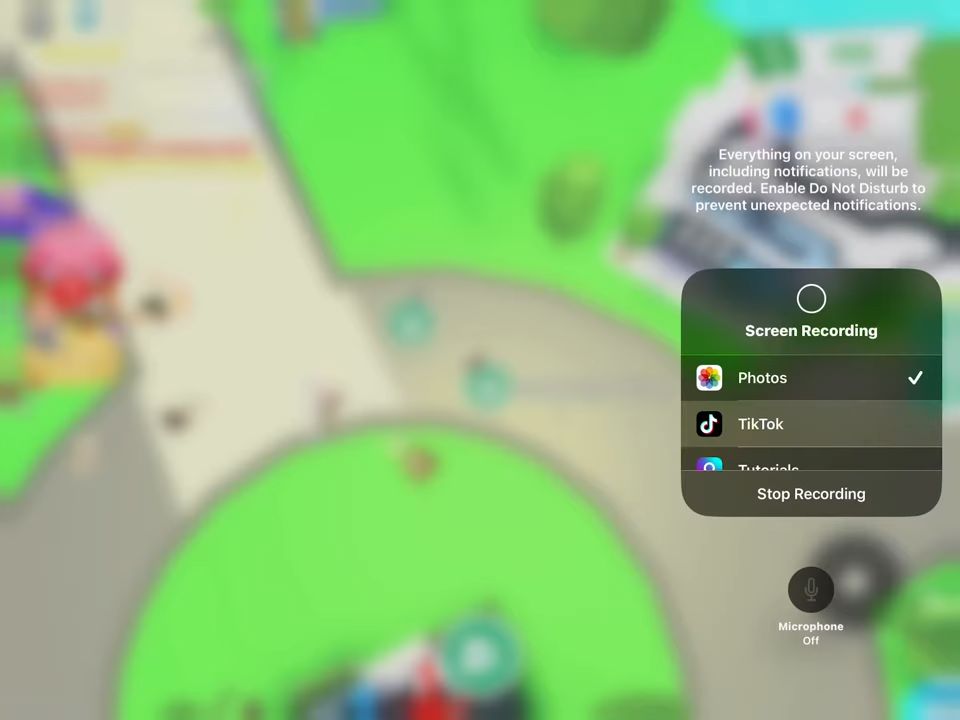 Everything on your screen,
including notifications, will be
recorded. Enable Do Not Disturb to
prevent unexpected notifications.
Screen Recording
Photos
TikTok
Tutorials
Stop Recording
Microphone
Off